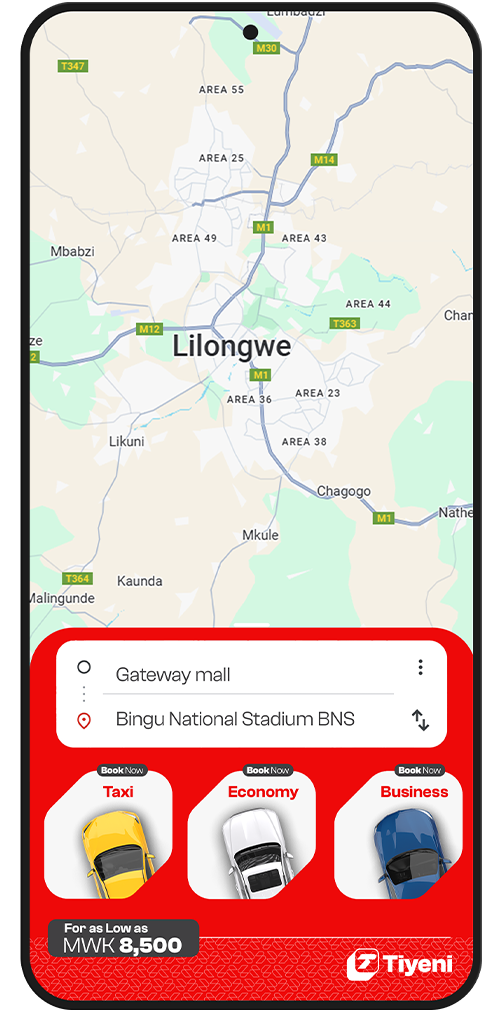 Lumbadzi
M30
T347
AREA 55
AREA 25
M14
M1
AREA 49
AREA 43
Mbabzi
AREA 44
Chan
M12
T363
ze
2
Lilongwe
M1
AREA 23
AREA 36
Likuni
AREA 38
Chagogo
M1
Nathe
Mkule
T364
Kaunda
Malingunde
Gateway mall
Bingu National Stadium BNS
Book Now
Book Now
Book Now
Taxi
Economy
Business
For as Low as
MWK 8,500
Tiyeni